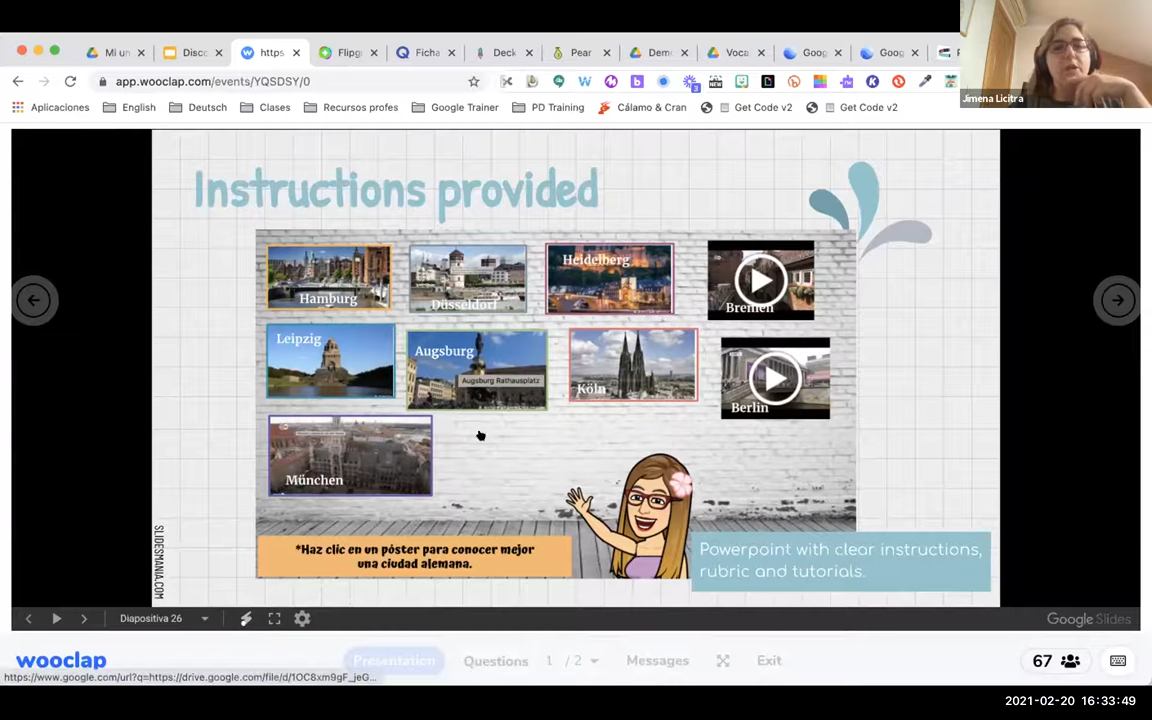 Jimena Licitra
Mi un
Disco
https
Flipgr
Ficha
Deck
Pear
Demo
Voca
Goog
Goog
app.wooclap.com/events/YQSDSY/0
Aplicaciones
English
Deutsch
Clases
Recursos profes
Google Trainer
PD Training
Cálamo & Cran
Get Code v2
Get Code v2
Instructions provided
Hamburg
Düsseldorf
Heidelberg
Bremen
Leipzig
Augsburg
Augsburg Rathausplatz
Köln
Berlin
München
*Haz clic en un póster para conocer mejor
una ciudad alemana.
Powerpoint with clear instructions,
rubric and tutorials.
SLIDESMANIA.COM
Diapositiva 26
Google Slides
wooclap
Presentation
Questions
1 / 2
Messages
Exit
67
https://www.google.com/url?q=https://drive.google.com/file/d/1OC8xm9gF_jeG...
2021-02-20 16:33:49